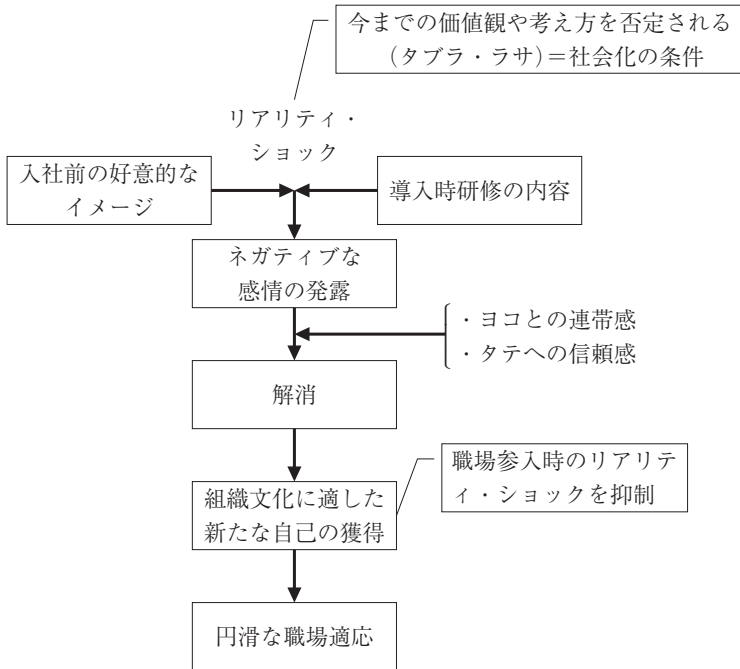 今までの価値観や考え方を否定される
(タブラ・ラサ)＝社会化の条件
リアリティ・
ショック
入社前の好意的な
イメージ
導入時研修の内容
ネガティブな
感情の発露
・ヨコとの連帯感
・タテへの信頼感
解消
職場参入時のリアリテ
ィ・ショックを抑制
組織文化に適した
新たな自己の獲得
円滑な職場適応